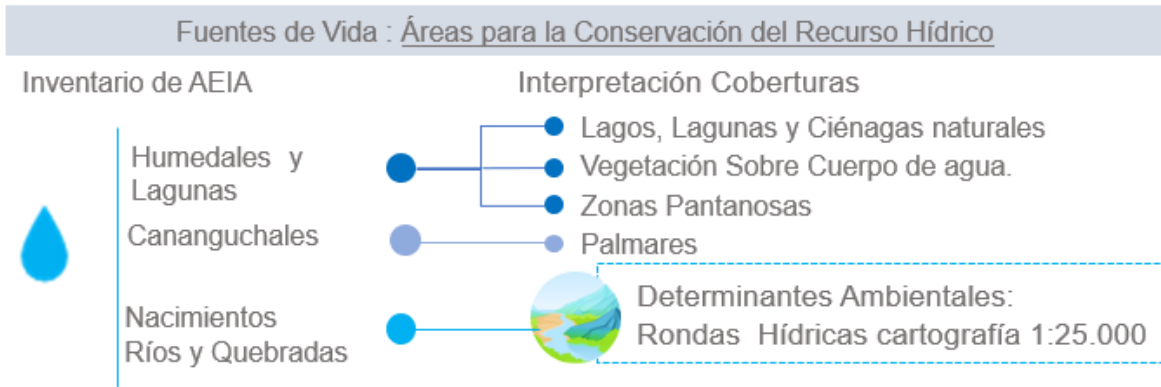 Fuentes de Vida : Áreas para la Conservación del Recurso Hídrico
Inventario de AEIA
Interpretación Coberturas
Humedales y
Lagunas
Lagos, Lagunas y Ciénagas naturales
Vegetación Sobre Cuerpo de agua.
Zonas Pantanosas
Cananguchales
Palmares
Nacimientos
Ríos y Quebradas
Determinantes Ambientales:
Rondas Hídricas cartografía 1:25.000